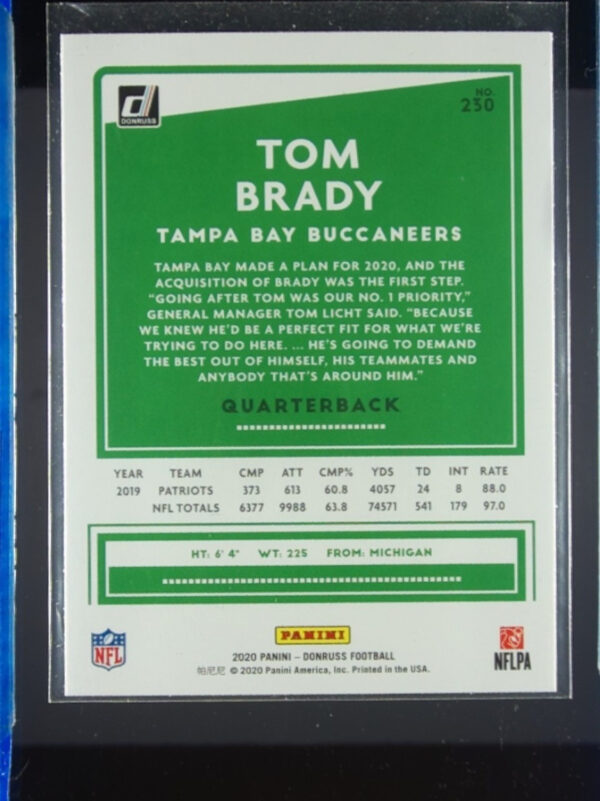 DONRUSS
NO.
230
TOM
BRADY
TAMPA BAY BUCCANEERS
TAMPA BAY MADE A PLAN FOR 2020, AND THE
ACQUISITION OF BRADY WAS THE FIRST STEP.
"GOING AFTER TOM WAS OUR NO. 1 PRIORITY,"
GENERAL MANAGER TOM LICHT SAID. "BECAUSE
WE KNEW HE'D BE A PERFECT FIT FOR WHAT WE'RE
TRYING TO DO HERE. ... HE'S GOING TO DEMAND
THE BEST OUT OF HIMSELF, HIS TEAMMATES AND
ANYBODY THAT'S AROUND HIM."
QUARTERBACK
YEAR TEAM CMP ATT CMP% YDS TD INT RATE
2019 PATRIOTS 373 613 60.8 4057 24 8 88.0
NFL TOTALS 6377 9988 63.8 74571 541 179 97.0
HT: 6' 4" WT: 225 FROM: MICHIGAN
NFL
PANINI
NFLPA
2020 PANINI – DONRUSS FOOTBALL
帕尼尼 © 2020 Panini America, Inc. Printed in the USA.